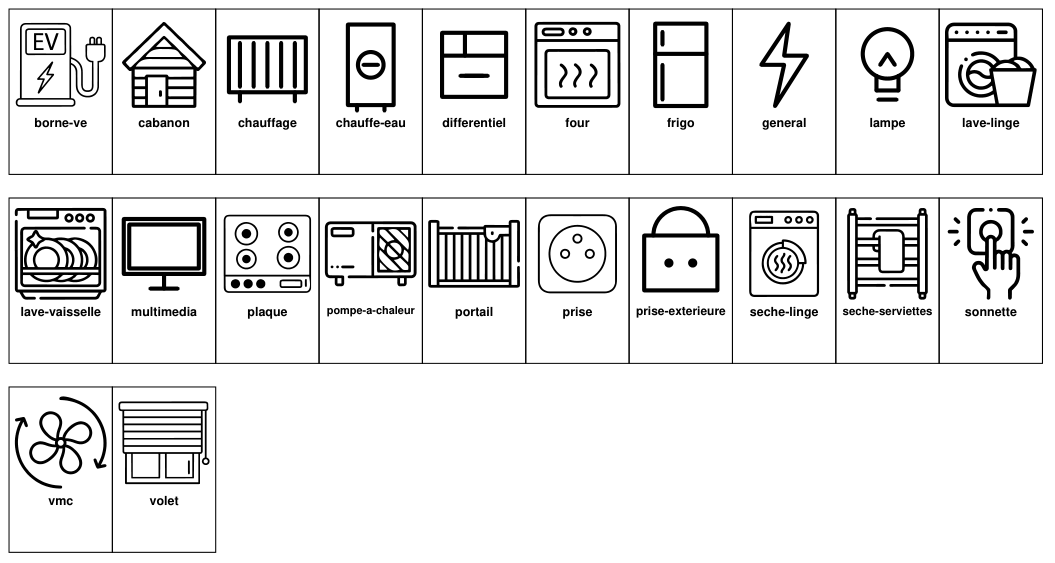 EV
borne-ve
cabanon
chauffage
chauffe-eau
differentiel
four
frigo
general
lampe
lave-linge
lave-vaisselle
multimedia
plaque
pompe-a-chaleur
portail
prise
prise-exterieure
seche-linge
seche-serviettes
sonnette
vmc
volet